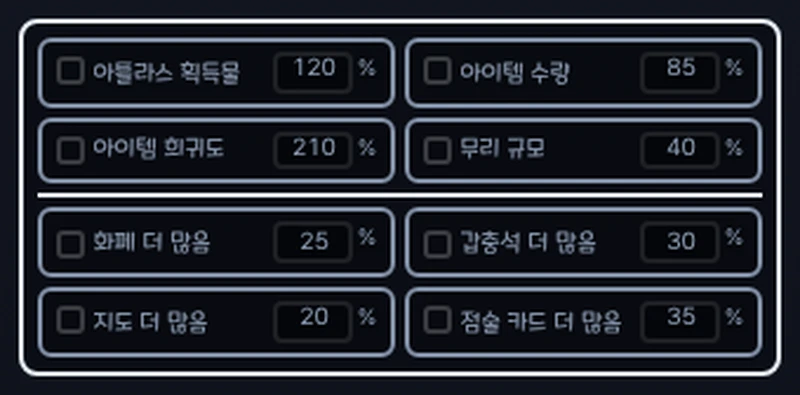 아틀라스 획득물 120 % 아이템 수량 85 %
아이템 희귀도 210 % 무리 규모 40 %
화폐 더 많음 25 % 갑충석 더 많음 30 %
지도 더 많음 20 % 점술 카드 더 많음 35 %